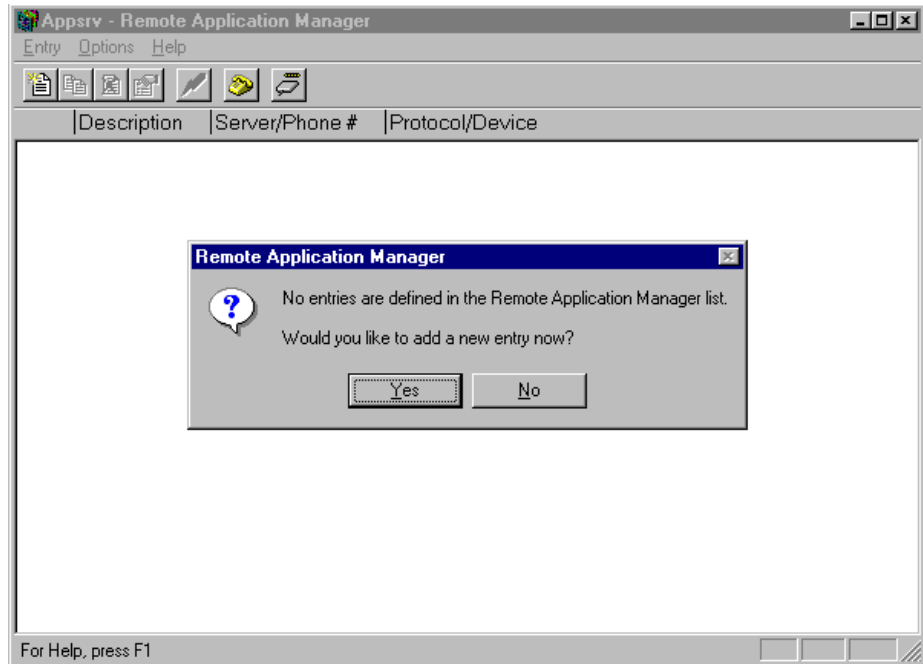 Appsrv - Remote Application Manager
Entry Options Help
Description Server/Phone # Protocol/Device
Remote Application Manager
No entries are defined in the Remote Application Manager list.
Would you like to add a new entry now?
Yes No
For Help, press F1